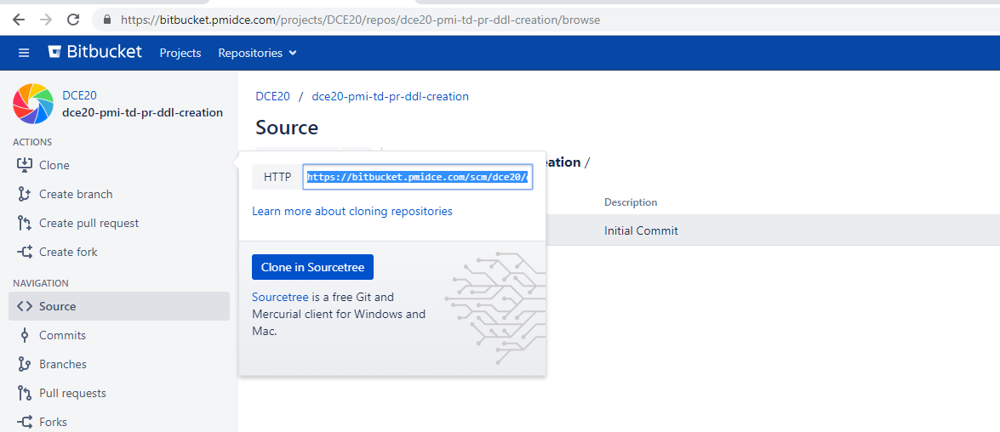 https://bitbucket.pmidce.com/projects/DCE20/repos/dce20-pmi-td-pr-ddl-creation/browse
Bitbucket Projects Repositories
DCE20
dce20-pmi-td-pr-ddl-creation
ACTIONS
Clone
Create branch
Create pull request
Create fork
NAVIGATION
Source
Commits
Branches
Pull requests
Forks
DCE20 / dce20-pmi-td-pr-ddl-creation
Source
eation /
HTTP https://bitbucket.pmidce.com/scm/dce20/
Learn more about cloning repositories
Clone in Sourcetree
Sourcetree is a free Git and
Mercurial client for Windows and
Mac.
Description
Initial Commit